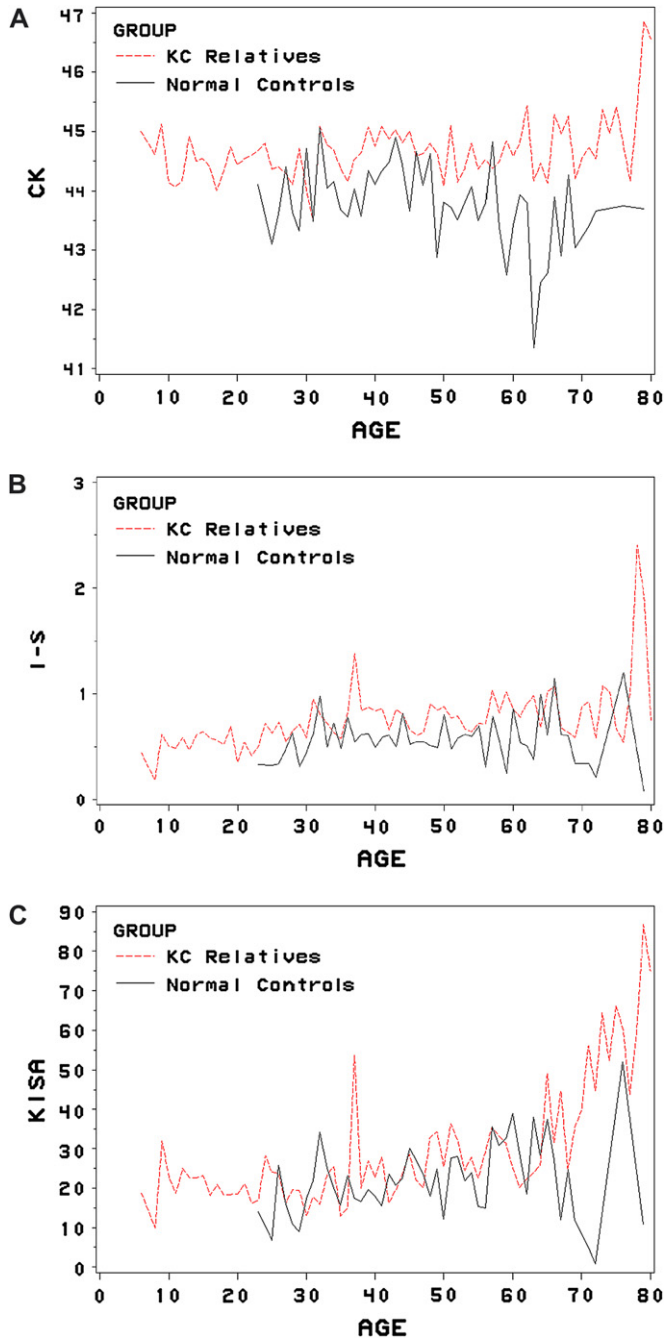 A
GROUP
KC Relatives
Normal Controls
47
46
45
44
43
42
41
CK
0 10 20 30 40 50 60 70 80
AGE
B
GROUP
KC Relatives
Normal Controls
3
2
1
0
I-S
0 10 20 30 40 50 60 70 80
AGE
C
GROUP
KC Relatives
Normal Controls
90
80
70
60
50
40
30
20
10
0
KISA
0 10 20 30 40 50 60 70 80
AGE